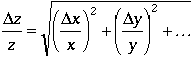 Δz/z = √((Δx/x)² + (Δy/y)² + …)